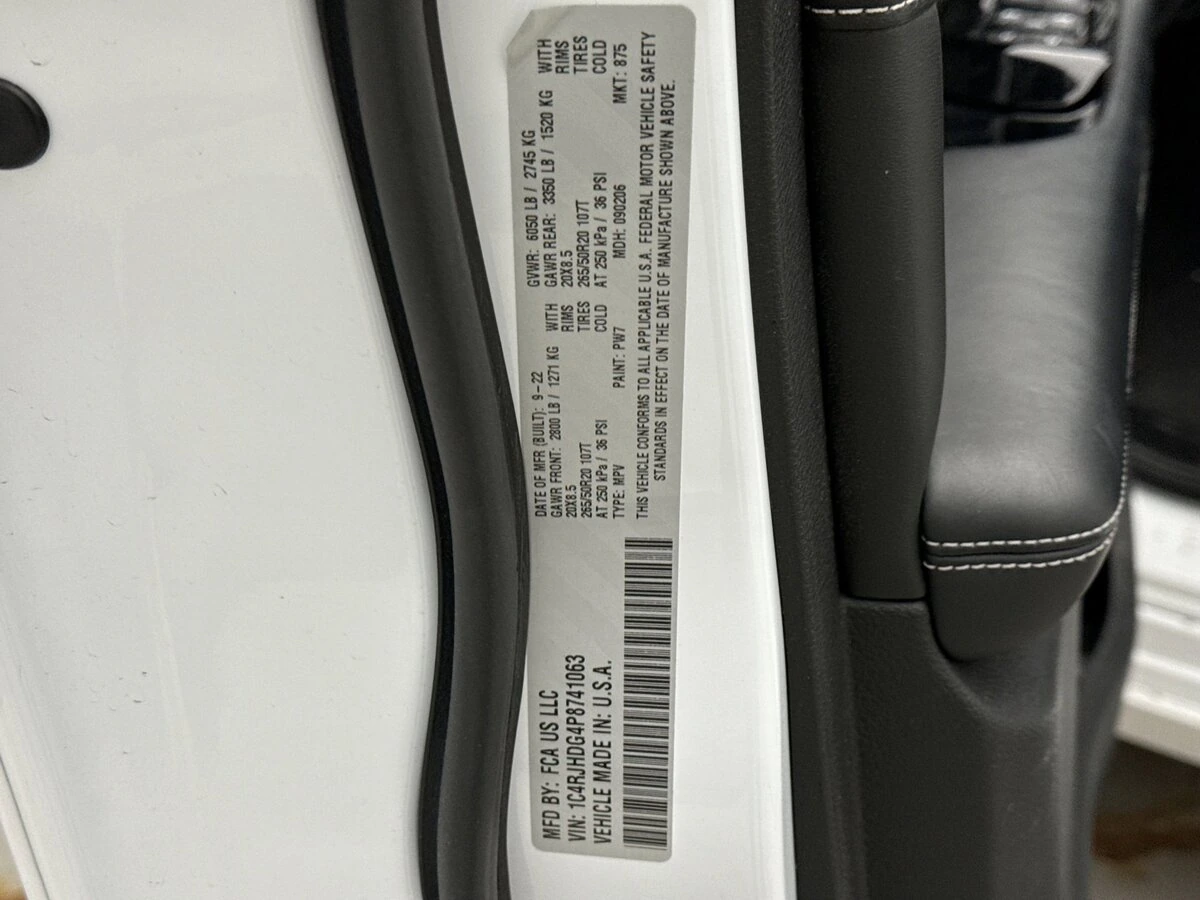 MFD BY: FCA US LLC
VIN: 1C4RJHDG4P8741063
VEHICLE MADE IN: U.S.A.
DATE OF MFR (BUILT): 9-22 GVWR: 6050 LB / 2745 KG
GAWR FRONT: 2800 LB / 1271 KG WITH GAWR REAR: 3350 LB / 1520 KG WITH
20X8.5 RIMS 20X8.5 RIMS
265/50R20 107T TIRES 265/50R20 107T TIRES
AT 250 kPa / 36 PSI COLD AT 250 kPa / 36 PSI COLD
TYPE: MPV PAINT: PW7 MDH: 090206 MKT: 875
THIS VEHICLE CONFORMS TO ALL APPLICABLE U.S.A. FEDERAL MOTOR VEHICLE SAFETY
STANDARDS IN EFFECT ON THE DATE OF MANUFACTURE SHOWN ABOVE.